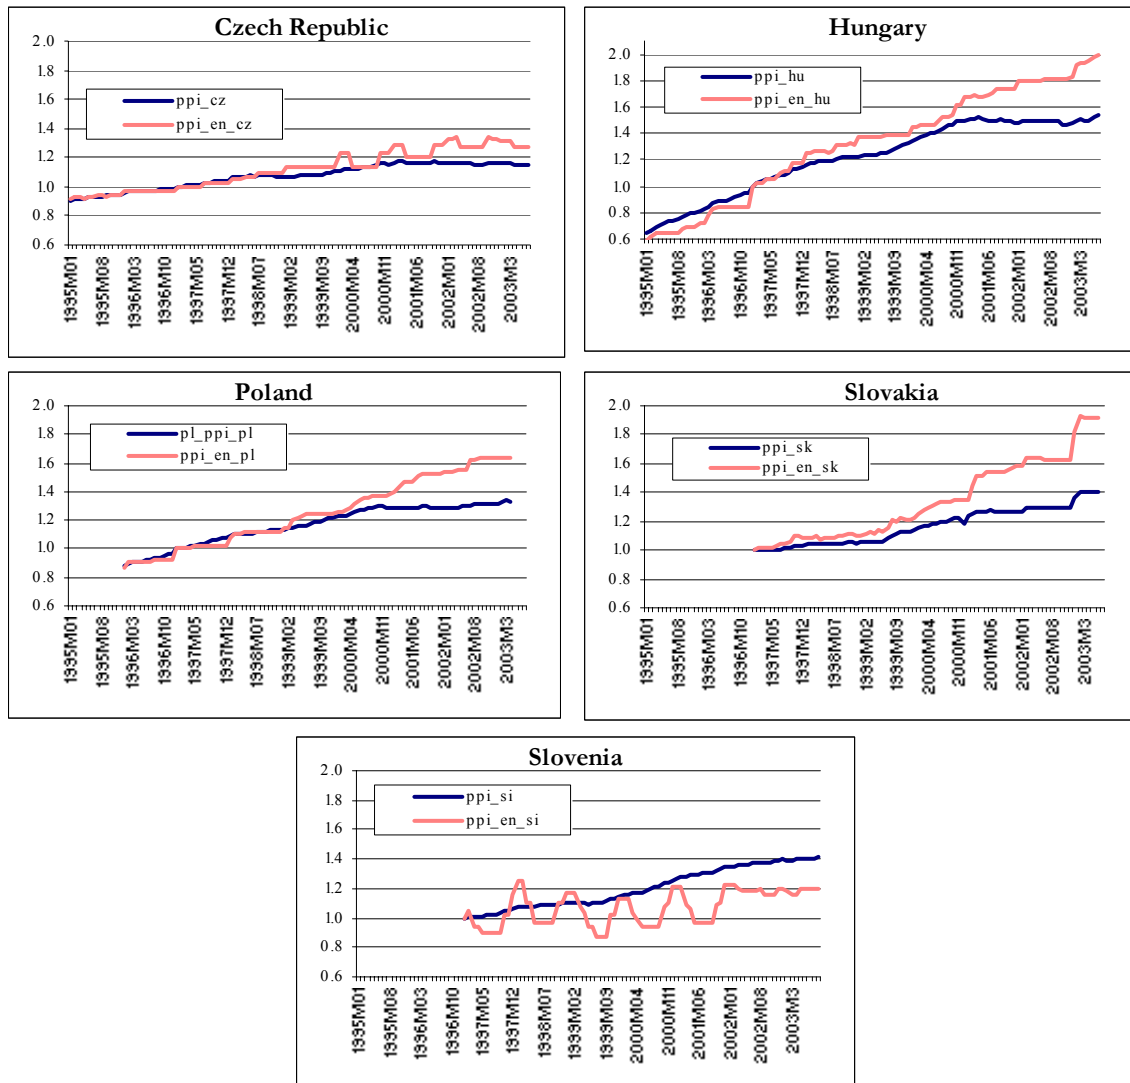 Czech Republic
2.0
1.8
1.6
1.4
1.2
1.0
0.8
0.6
ppi_cz
ppi_en_cz
1995M01
1995M08
1996M03
1996M10
1997M05
1997M12
1998M07
1999M02
1999M09
2000M04
2000M11
2001M06
2002M01
2002M08
2003M3
Hungary
2.0
1.8
1.6
1.4
1.2
1.0
0.8
0.6
ppi_hu
ppi_en_hu
1995M01
1995M08
1996M03
1996M10
1997M05
1997M12
1998M07
1999M02
1999M09
2000M04
2000M11
2001M06
2002M01
2002M08
2003M3
Poland
2.0
1.8
1.6
1.4
1.2
1.0
0.8
0.6
pl_ppi_pl
ppi_en_pl
1995M01
1995M08
1996M03
1996M10
1997M05
1997M12
1998M07
1999M02
1999M09
2000M04
2000M11
2001M06
2002M01
2002M08
2003M3
Slovakia
2.0
1.8
1.6
1.4
1.2
1.0
0.8
0.6
ppi_sk
ppi_en_sk
1995M01
1995M08
1996M03
1996M10
1997M05
1997M12
1998M07
1999M02
1999M09
2000M04
2000M11
2001M06
2002M01
2002M08
2003M3
Slovenia
2.0
1.8
1.6
1.4
1.2
1.0
0.8
0.6
ppi_si
ppi_en_si
1995M01
1995M08
1996M03
1996M10
1997M05
1997M12
1998M07
1999M02
1999M09
2000M04
2000M11
2001M06
2002M01
2002M08
2003M3